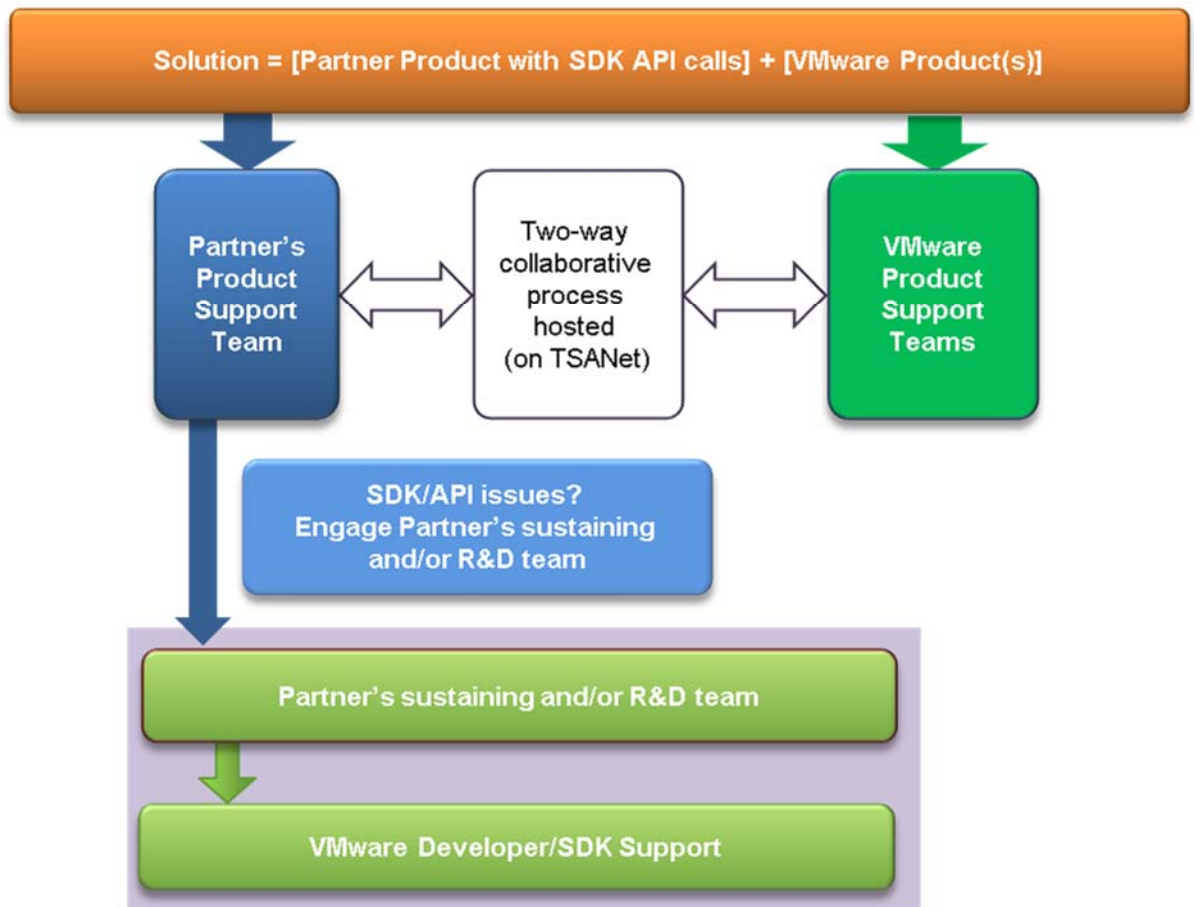 Solution = [Partner Product with SDK API calls] + [VMware Product(s)]
Partner's
Product
Support
Team
Two-way
collaborative
process
hosted
(on TSANet)
VMware
Product
Support
Teams
SDK/API issues?
Engage Partner's sustaining
and/or R&D team
Partner's sustaining and/or R&D team
VMware Developer/SDK Support